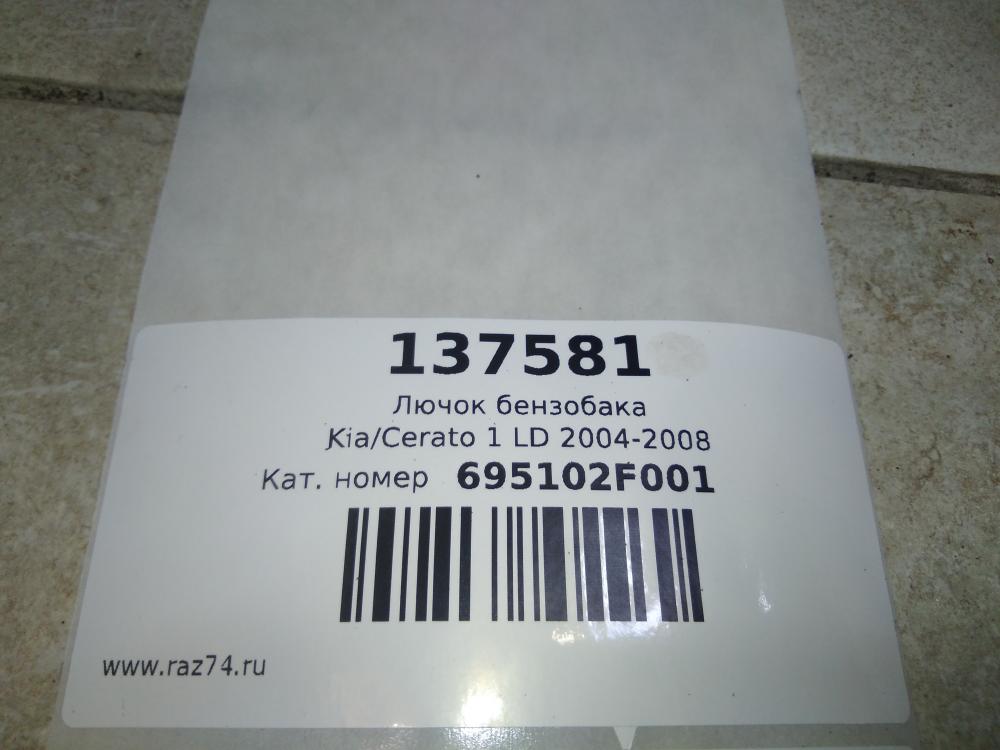 137581
Лючок бензобака
Kia/Cerato 1 LD 2004-2008
Кат. номер 695102F001
www.raz74.ru